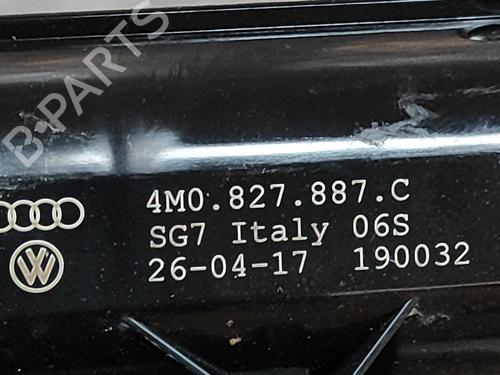 B-PARTS
4M0.827.887.C
SG7 Italy 06S
26-04-17 190032